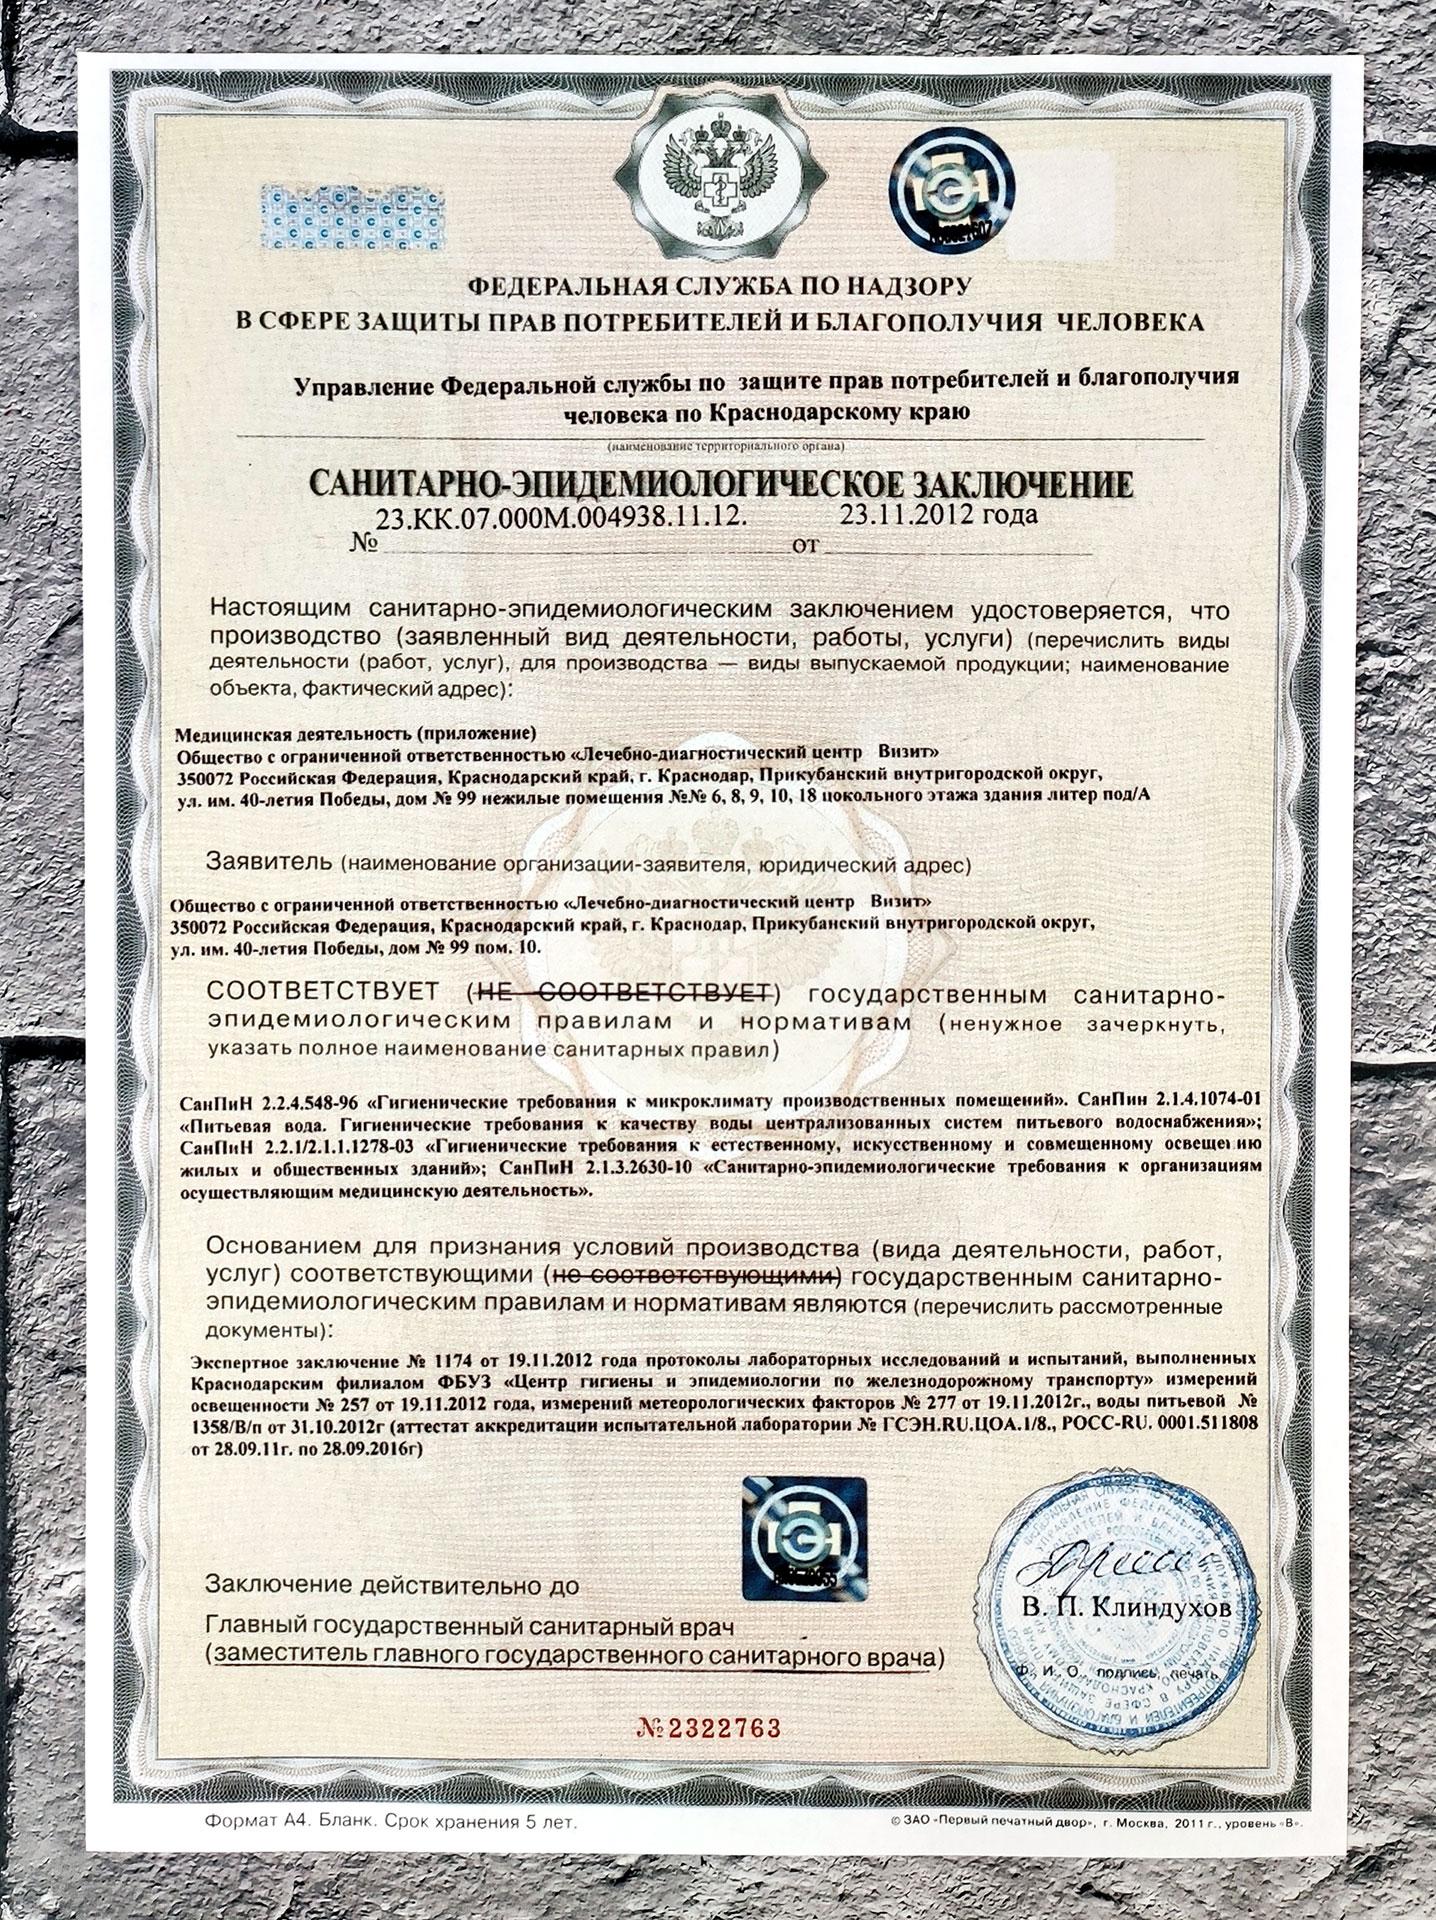 ФЕДЕРАЛЬНАЯ СЛУЖБА ПО НАДЗОРУ
В СФЕРЕ ЗАЩИТЫ ПРАВ ПОТРЕБИТЕЛЕЙ И БЛАГОПОЛУЧИЯ ЧЕЛОВЕКА
Управление Федеральной службы по защите прав потребителей и благополучия
человека по Краснодарскому краю
(наименование территориального органа)
САНИТАРНО-ЭПИДЕМИОЛОГИЧЕСКОЕ ЗАКЛЮЧЕНИЕ
№ 23.КК.07.000М.004938.11.12. от 23.11.2012 года
Настоящим санитарно-эпидемиологическим заключением удостоверяется, что
производство (заявленный вид деятельности, работы, услуги) (перечислить виды
деятельности (работ, услуг), для производства — виды выпускаемой продукции; наименование
объекта, фактический адрес):
Медицинская деятельность (приложение)
Общество с ограниченной ответственностью «Лечебно-диагностический центр Визит»
350072 Российская Федерация, Краснодарский край, г. Краснодар, Прикубанский внутригородской округ,
ул. им. 40-летия Победы, дом № 99 нежилые помещения №№ 6, 8, 9, 10, 18 цокольного этажа здания литер под/А
Заявитель (наименование организации-заявителя, юридический адрес)
Общество с ограниченной ответственностью «Лечебно-диагностический центр Визит»
350072 Российская Федерация, Краснодарский край, г. Краснодар, Прикубанский внутригородской округ,
ул. им. 40-летия Победы, дом № 99 пом. 10.
СООТВЕТСТВУЕТ (НЕ СООТВЕТСТВУЕТ) государственным санитарно-
эпидемиологическим правилам и нормативам (ненужное зачеркнуть,
указать полное наименование санитарных правил)
СанПиН 2.2.4.548-96 «Гигиенические требования к микроклимату производственных помещений». СанПин 2.1.4.1074-01
«Питьевая вода. Гигиенические требования к качеству воды централизованных систем питьевого водоснабжения»;
СанПиН 2.2.1/2.1.1.1278-03 «Гигиенические требования к естественному, искусственному и совмещенному освещению
жилых и общественных зданий»; СанПиН 2.1.3.2630-10 «Санитарно-эпидемиологические требования к организациям
осуществляющим медицинскую деятельность».
Основанием для признания условий производства (вида деятельности, работ,
услуг) соответствующими (не соответствующими) государственным санитарно-
эпидемиологическим правилам и нормативам являются (перечислить рассмотренные
документы):
Экспертное заключение № 1174 от 19.11.2012 года протоколы лабораторных исследований и испытаний, выполненных
Краснодарским филиалом ФБУЗ «Центр гигиены и эпидемиологии по железнодорожному транспорту» измерений
освещенности № 257 от 19.11.2012 года, измерений метеорологических факторов № 277 от 19.11.2012г., воды питьевой №
1358/В/п от 31.10.2012г (аттестат аккредитации испытательной лаборатории № ГСЭН.RU.ЦОА.1/8., РОСС-RU. 0001.511808
от 28.09.11г. по 28.09.2016г)
Заключение действительно до
Главный государственный санитарный врач
(заместитель главного государственного санитарного врача)
В. П. Клиндухов
Ф. И. О., подпись, печать
№2322763
Формат А4. Бланк. Срок хранения 5 лет.
© ЗАО «Первый печатный двор», г. Москва, 2011 г., уровень «В».